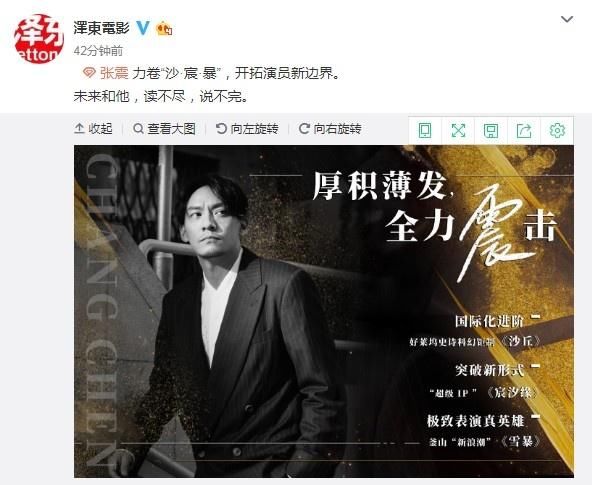 泽东
etton
澤東電影
42分钟前
张震 力卷“沙·宸·暴”，开拓演员新边界。
未来和他，读不尽，说不完。
收起 | 查看大图 向左旋转 向右旋转
CHANG CHEN
厚积薄发，
全力震击
国际化进阶
好莱坞史诗科幻钜制《沙丘》
突破新形式
“超级 IP ”《宸汐缘》
极致表演真英雄
釜山“新浪潮”《雪暴》